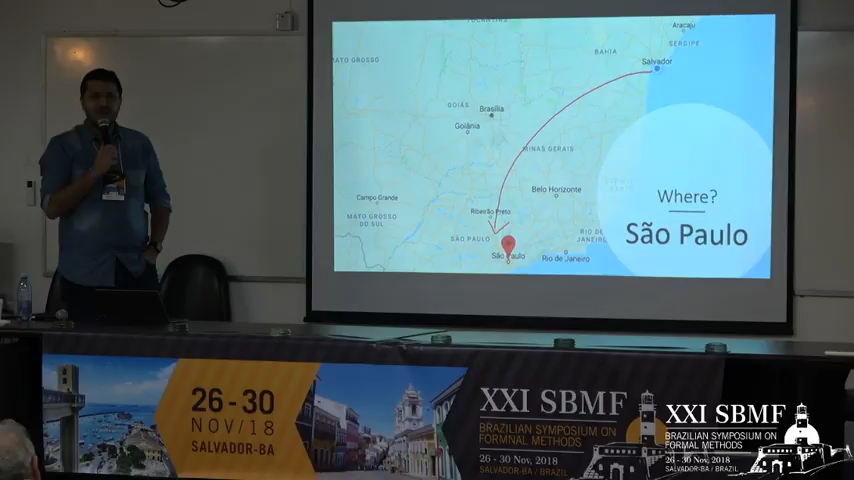 TOCANTINS
Aracaju
SERGIPE
MATO GROSSO
BAHIA
Salvador
GOIÁS
Brasília
Goiânia
MINAS GERAIS
Belo Horizonte
Campo Grande
MATO GROSSO
DO SUL
Ribeirão Preto
SÃO PAULO
São Paulo
RIO DE
JANEIRO
Rio de Janeiro
Where?
São Paulo
26 - 30
NOV/18
SALVADOR-BA
XXI SBMF
BRAZILIAN SYMPOSIUM ON
FORMNAL METHODS
26 - 30 Nov, 2018
SALVADOR-BA / BRAZIL
XXI SBMF
BRAZILIAN SYMPOSIUM ON
FORMAL METHODS
26 - 30 Nov, 2018
SALVADOR-BA / BRAZIL